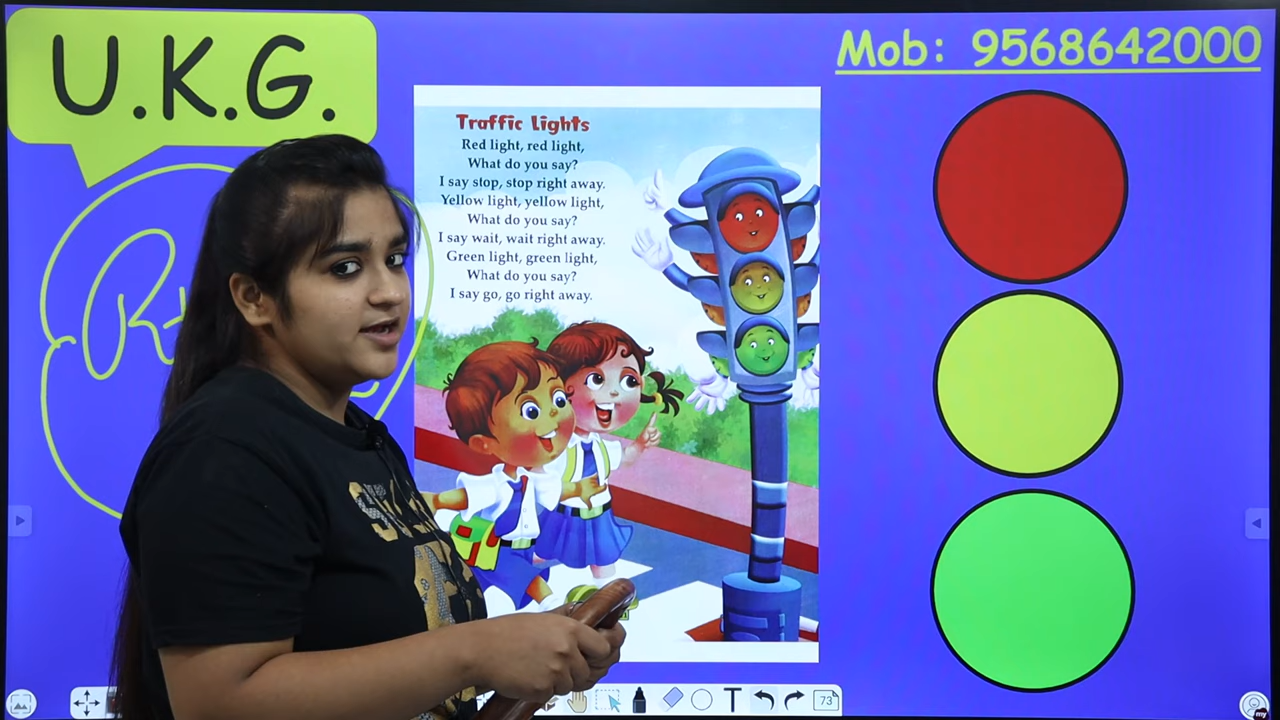 U.K.G.
Mob: 9568642000
Traffic Lights
Red light, red light,
What do you say?
I say stop, stop right away.
Yellow light, yellow light,
What do you say?
I say wait, wait right away.
Green light, green light,
What do you say?
I say go, go right away.
T
73
my